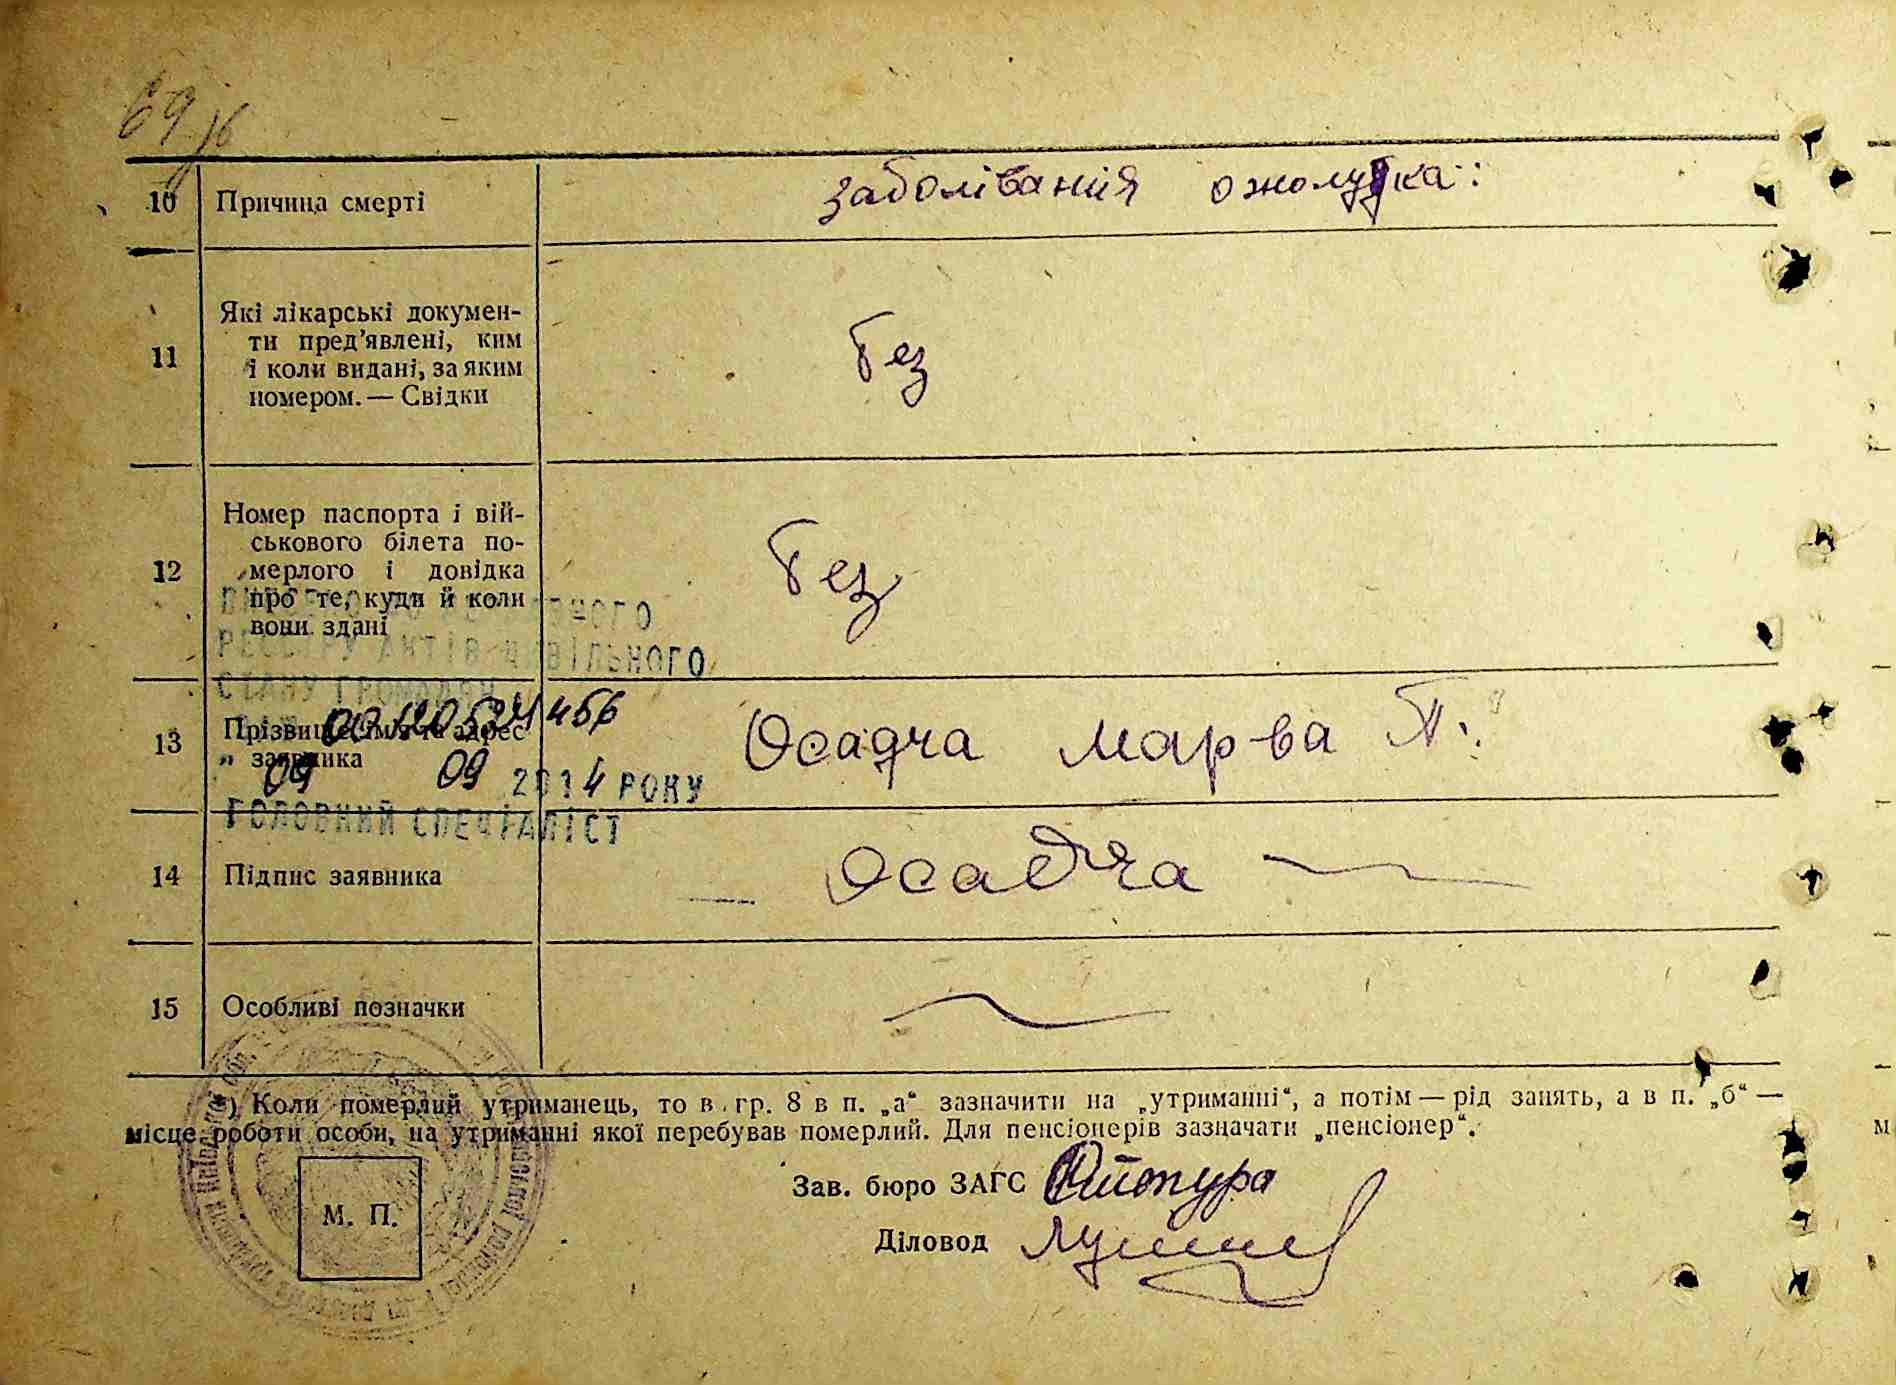 69
10 Причина смерті заболівання ожолудка
11 Які лікарські докумен-
ти пред’явлені, ким
і коли видані, за яким
номером. — Свідки
без
12 Номер паспорта і вій-
ськового білета по-
мерлого і довідка
про те, куди й коли
вони здані
без
РЕЄСТРУ АКТІВ ЦИВІЛЬНОГО
СТАНУ ГРОМАДЯН
13 Прізвище, ім’я та адрес
заявника
Осадча Марва П.
09 09 2014 РОКУ
ГОЛОВНИЙ СПЕЦІАЛІСТ
14 Підпис заявника Осадча
15 Особливі позначки
*) Коли померлий утриманець, то в гр. 8 в п. „а“ зазначити на „утриманні“, а потім — рід занять, а в п. „б“ —
місце роботи особи, на утриманні якої перебував померлий. Для пенсіонерів зазначати „пенсіонер“.
Зав. бюро ЗАГС
М. П.
Діловод